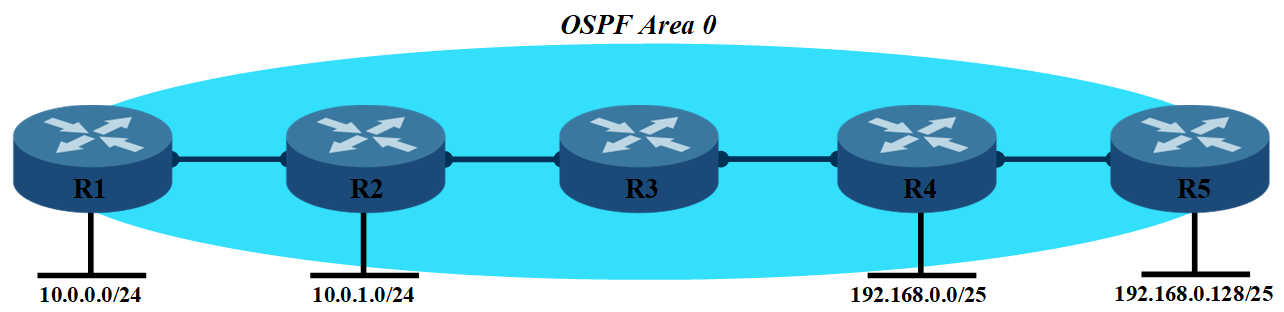 OSPF Area 0
R1
R2
R3
R4
R5
10.0.0.0/24
10.0.1.0/24
192.168.0.0/25
192.168.0.128/25